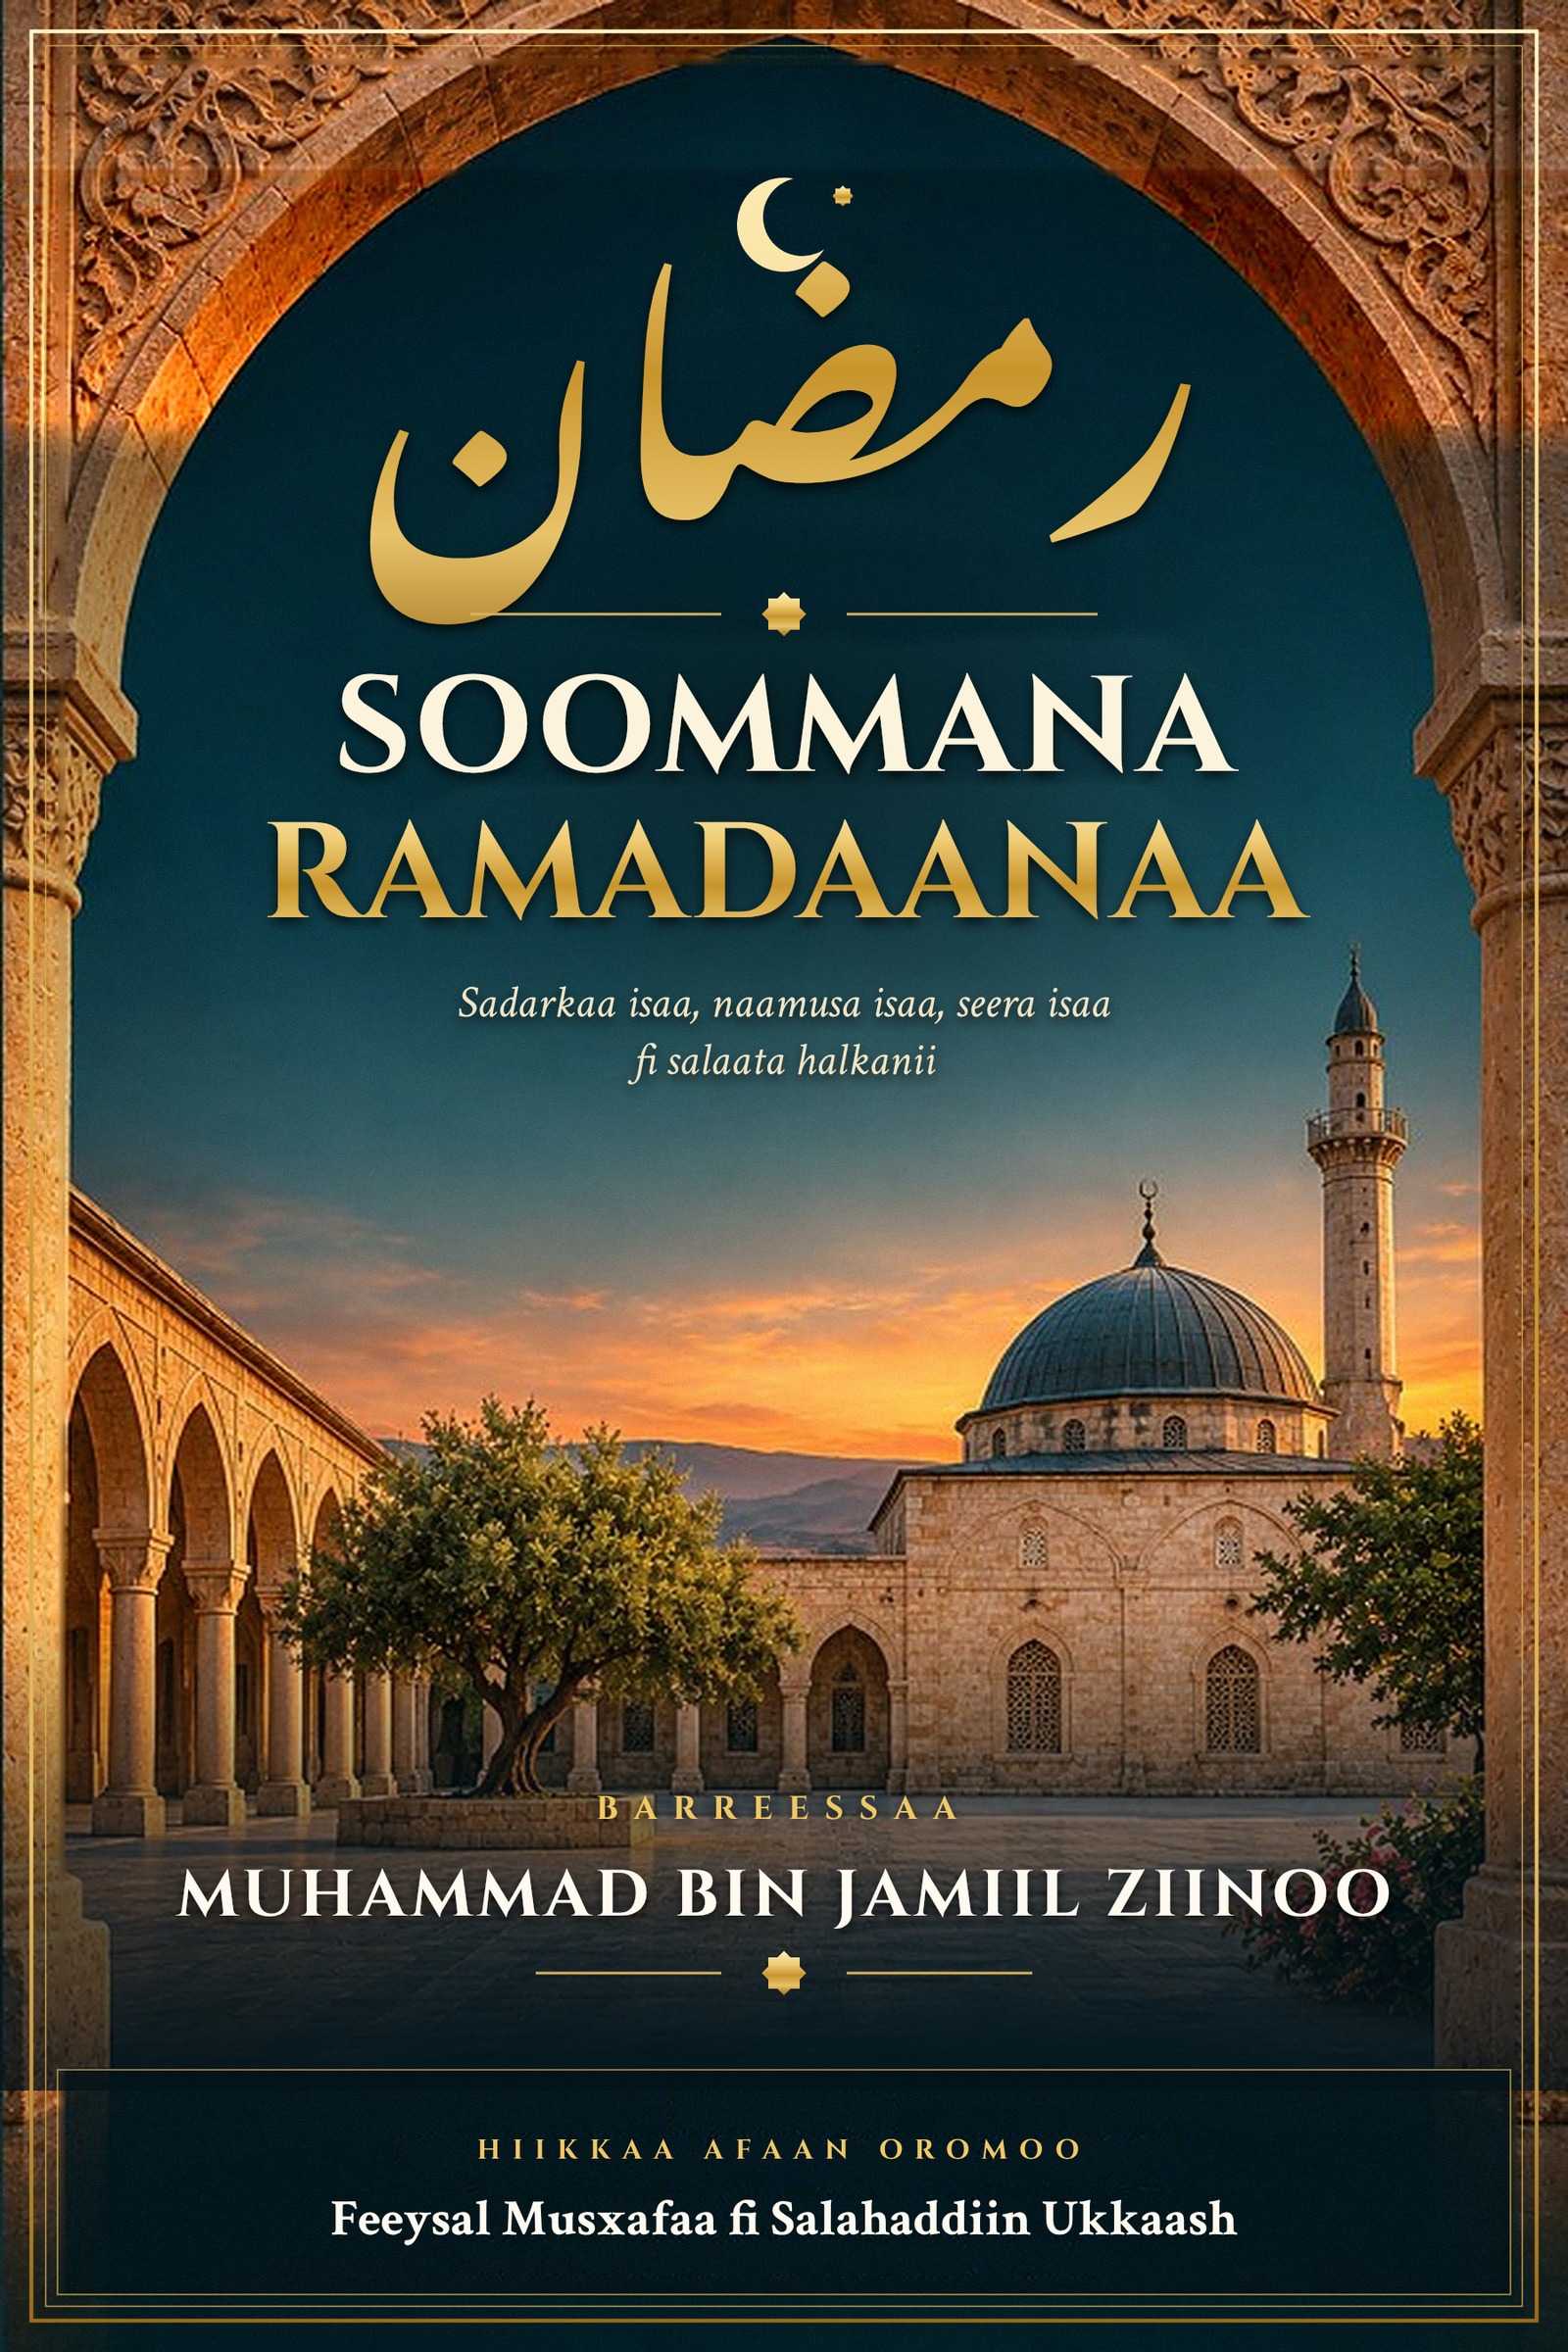 رمضان
SOOMMANA
RAMADAANAA
Sadarkaa isaa, naamusa isaa, seera isaa
fi salaata halkanii
BARREESSAA
MUHAMMAD BIN JAMIIL ZIINOO
HIIKKAA AFAAN OROMOO
Feeysal Musxafaa fi Salahaddiin Ukkaash